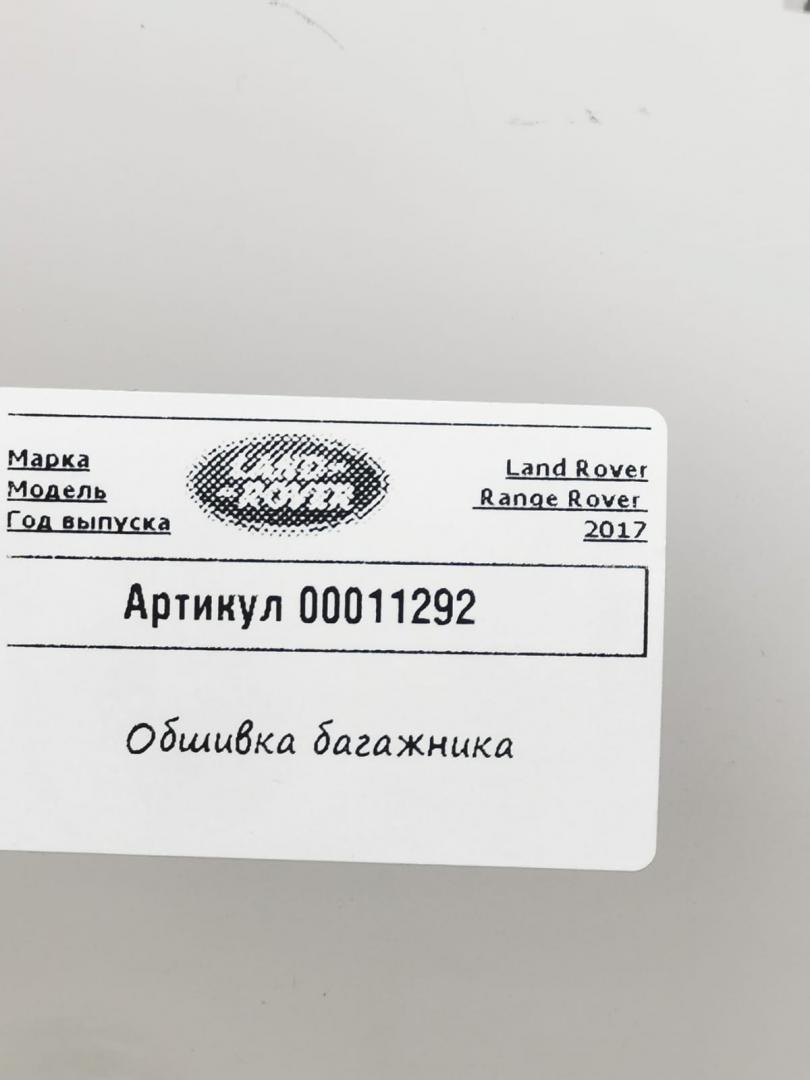 Марка
Модель
Год выпуска
LAND-
-ROVER
Land Rover
Range Rover
2017
Артикул 00011292
Обшивка багажника